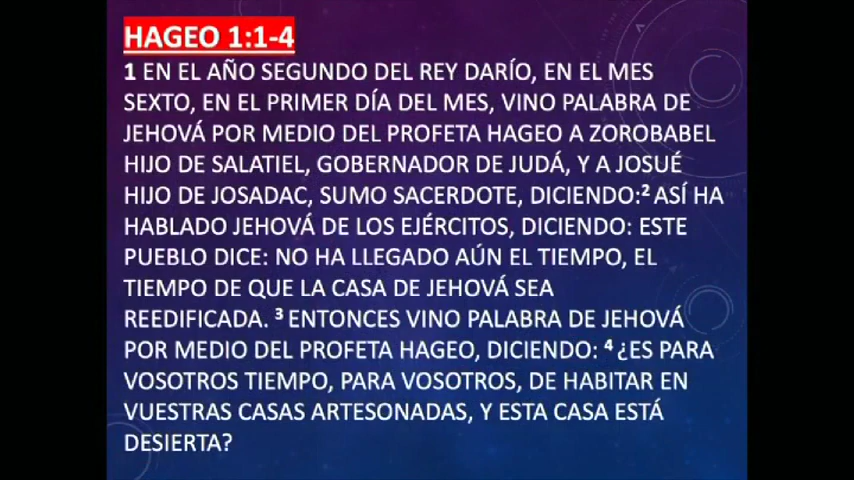 HAGEO 1:1-4
1 EN EL AÑO SEGUNDO DEL REY DARÍO, EN EL MES
SEXTO, EN EL PRIMER DÍA DEL MES, VINO PALABRA DE
JEHOVÁ POR MEDIO DEL PROFETA HAGEO A ZOROBABEL
HIJO DE SALATIEL, GOBERNADOR DE JUDÁ, Y A JOSUÉ
HIJO DE JOSADAC, SUMO SACERDOTE, DICIENDO:² ASÍ HA
HABLADO JEHOVÁ DE LOS EJÉRCITOS, DICIENDO: ESTE
PUEBLO DICE: NO HA LLEGADO AÚN EL TIEMPO, EL
TIEMPO DE QUE LA CASA DE JEHOVÁ SEA
REEDIFICADA. ³ ENTONCES VINO PALABRA DE JEHOVÁ
POR MEDIO DEL PROFETA HAGEO, DICIENDO: ⁴ ¿ES PARA
VOSOTROS TIEMPO, PARA VOSOTROS, DE HABITAR EN
VUESTRAS CASAS ARTESONADAS, Y ESTA CASA ESTÁ
DESIERTA?